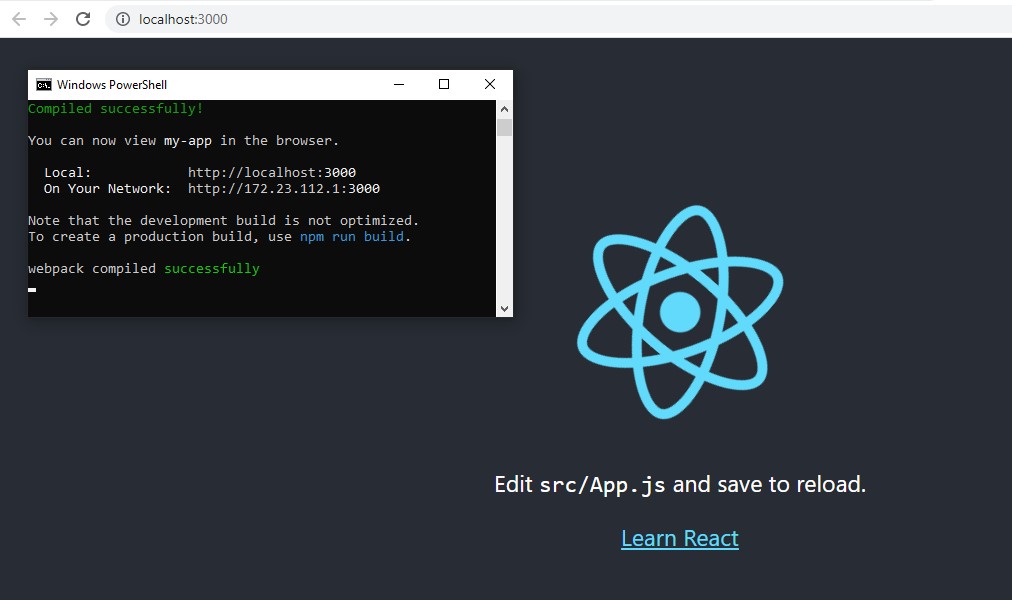 localhost:3000
Windows PowerShell
Compiled successfully!
You can now view my-app in the browser.
Local: http://localhost:3000
On Your Network: http://172.23.112.1:3000
Note that the development build is not optimized.
To create a production build, use npm run build.
webpack compiled successfully
Edit src/App.js and save to reload.
Learn React